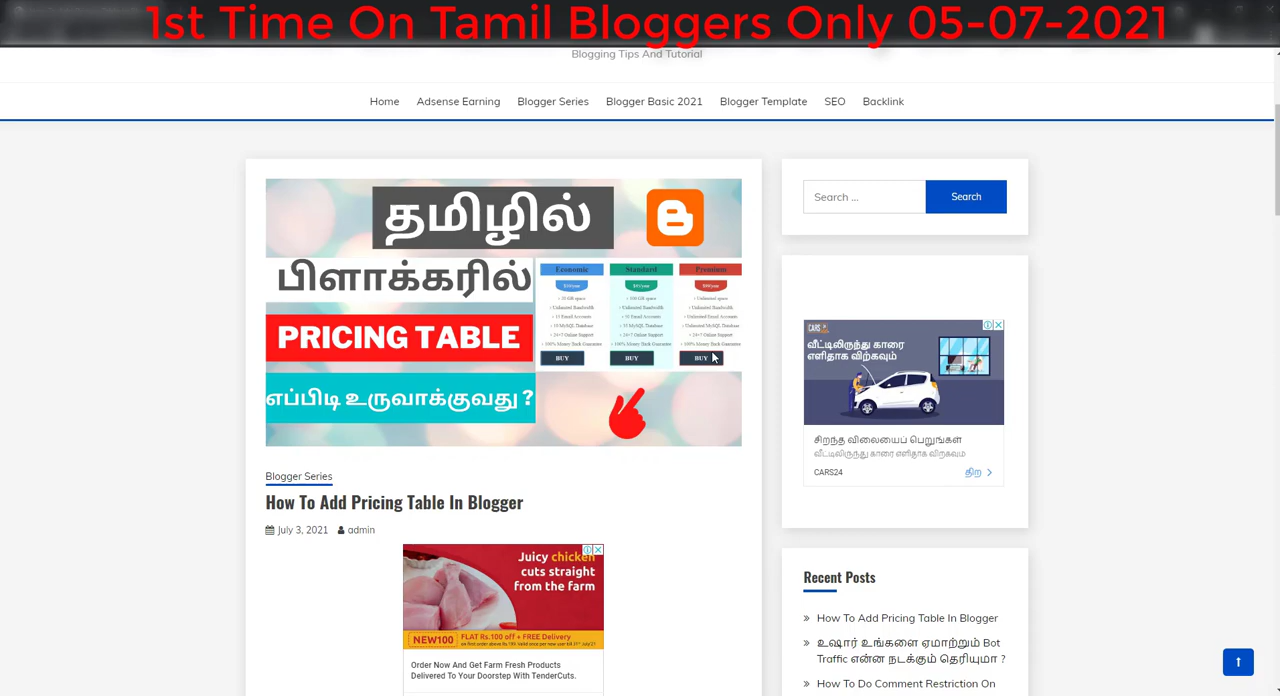 1st Time On Tamil Bloggers Only 05-07-2021
Blogging Tips And Tutorial
Home Adsense Earning Blogger Series Blogger Basic 2021 Blogger Template SEO Backlink
தமிழில்
பிளாக்கரில்
PRICING TABLE
எப்பிடி உருவாக்குவது ?
Economic Standard Premium
BUY BUY BUY
Search ... Search
CARS24
வீட்டிலிருந்து காரை
எளிதாக விற்கவும்
சிறந்த விலையைப் பெறுங்கள்
வீட்டிலிருந்து காரை எளிதாக விற்கவும்
CARS24 திற
Blogger Series
How To Add Pricing Table In Blogger
July 3, 2021 admin
Juicy chicken
cuts straight
from the farm
NEW100 FLAT Rs.100 off + FREE Delivery
Order Now And Get Farm Fresh Products
Delivered To Your Doorstep With TenderCuts.
Recent Posts
How To Add Pricing Table In Blogger
உஷார் உங்களை ஏமாற்றும் Bot
Traffic என்ன நடக்கும் தெரியுமா ?
How To Do Comment Restriction On